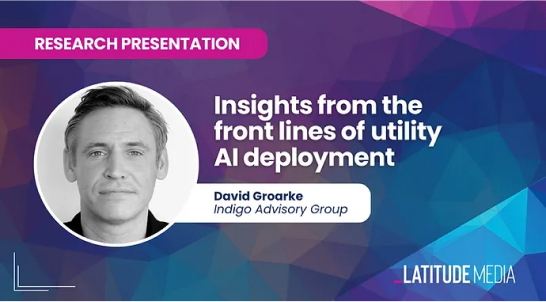 RESEARCH PRESENTATION
Insights from the
front lines of utility
AI deployment
David Groarke
Indigo Advisory Group
LATITUDE MEDIA